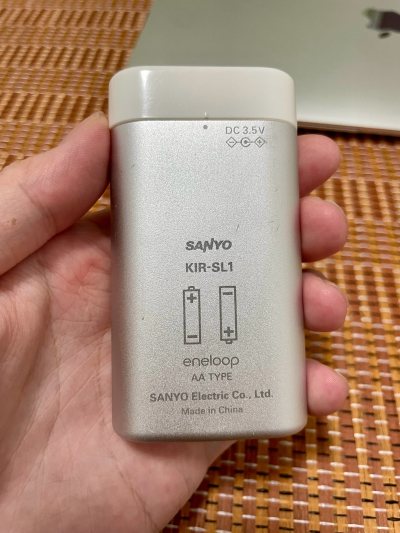 DC 3.5V
SANYO
KIR-SL1
eneloop
AA TYPE
SANYO Electric Co., Ltd.
Made in China